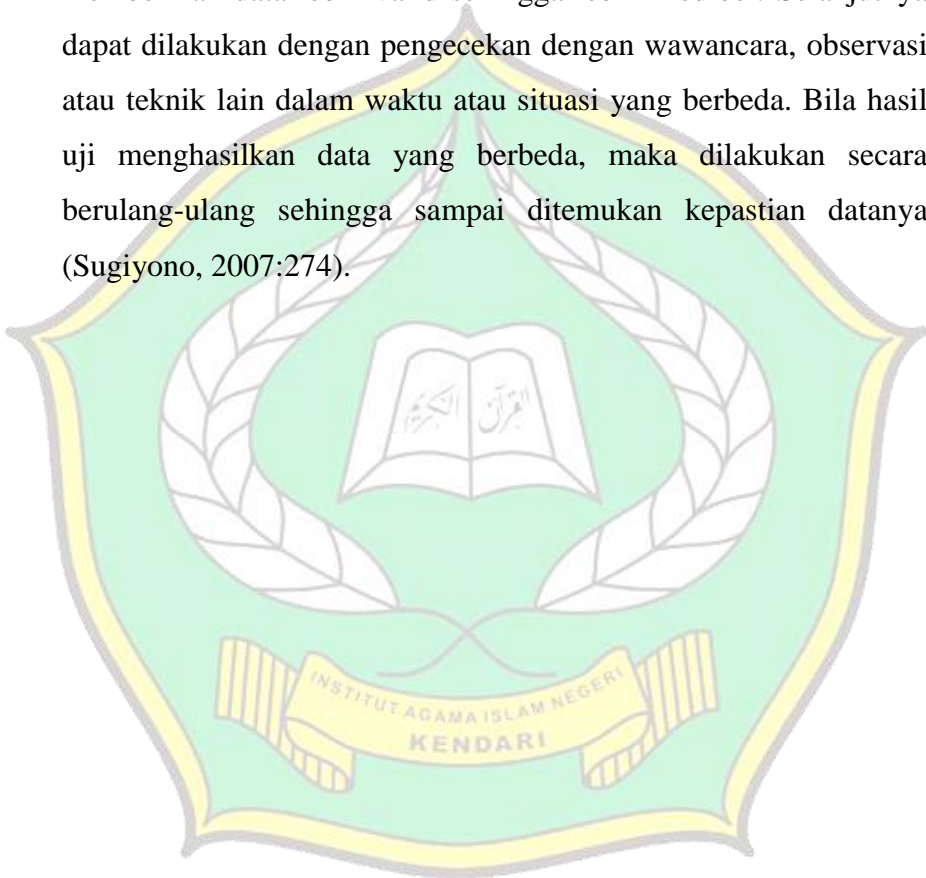 dapat dilakukan dengan pengecekan dengan wawancara, observasi
atau teknik lain dalam waktu atau situasi yang berbeda. Bila hasil
uji menghasilkan data yang berbeda, maka dilakukan secara
berulang-ulang sehingga sampai ditemukan kepastian datanya
(Sugiyono, 2007:274).
القرآن الكريم
INSTITUT AGAMA ISLAM NEGERI
KENDARI